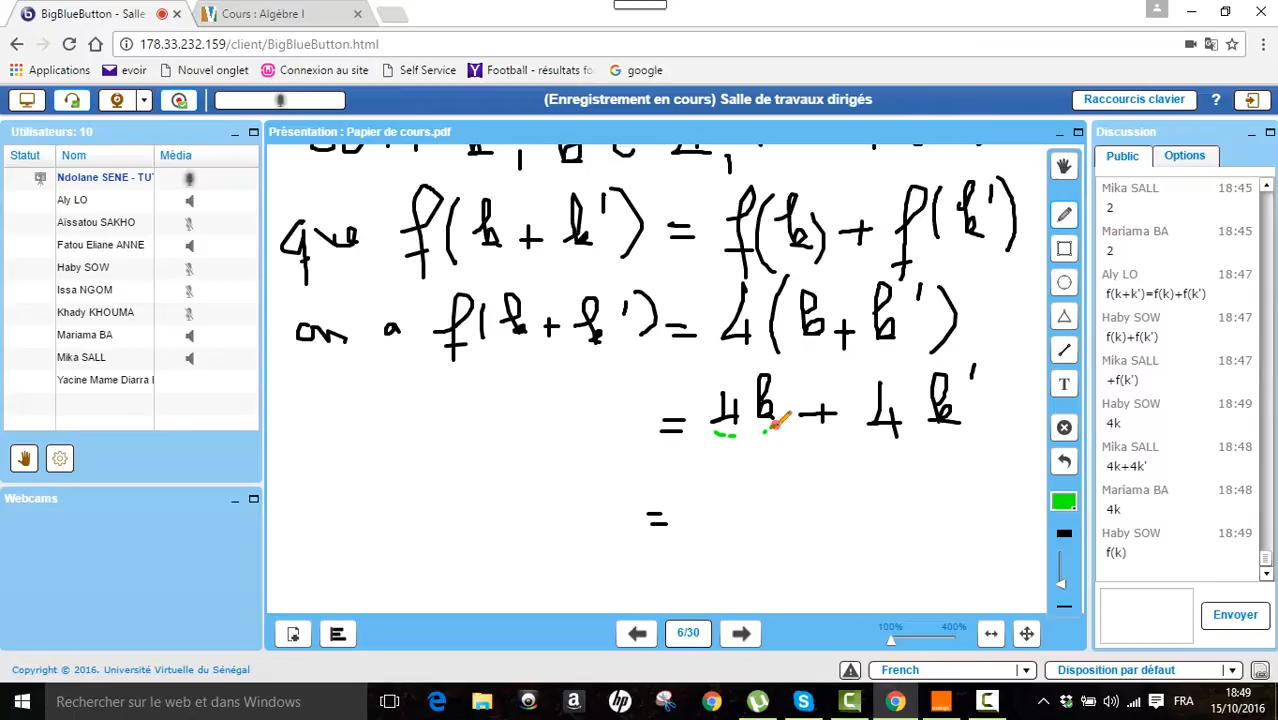 BigBlueButton - Salle
Cours : Algèbre I
178.33.232.159/client/BigBlueButton.html
Applications
evoir
Nouvel onglet
Connexion au site
Self Service
Football - résultats fo
google
(Enregistrement en cours) Salle de travaux dirigés
Raccourcis clavier
?
Utilisateurs: 10
Statut Nom Média
Ndolane SENE - TUT
Aly LO
Aïssatou SAKHO
Fatou Eliane ANNE
Haby SOW
Issa NGOM
Khady KHOUMA
Mariama BA
Mika SALL
Yacine Mame Diarra I
Webcams
Présentation : Papier de cours.pdf
que f(k + k') = f(k) + f(k')
on a f(k + k') = 4(k + k')
= 4k + 4k'
=
T
6/30
100%
400%
Discussion
Public Options
Mika SALL 18:45
2
Mariama BA 18:45
2
Aly LO 18:47
f(k+k')=f(k)+f(k')
Haby SOW 18:47
f(k)+f(k')
Mika SALL 18:47
+f(k')
Haby SOW 18:49
4k
Mika SALL 18:48
4k+4k'
Mariama BA 18:48
4k
Haby SOW 18:49
f(k)
Envoyer
Copyright © 2016. Université Virtuelle du Sénégal
French
Disposition par défaut
Rechercher sur le web et dans Windows
FRA
18:49
15/10/2016